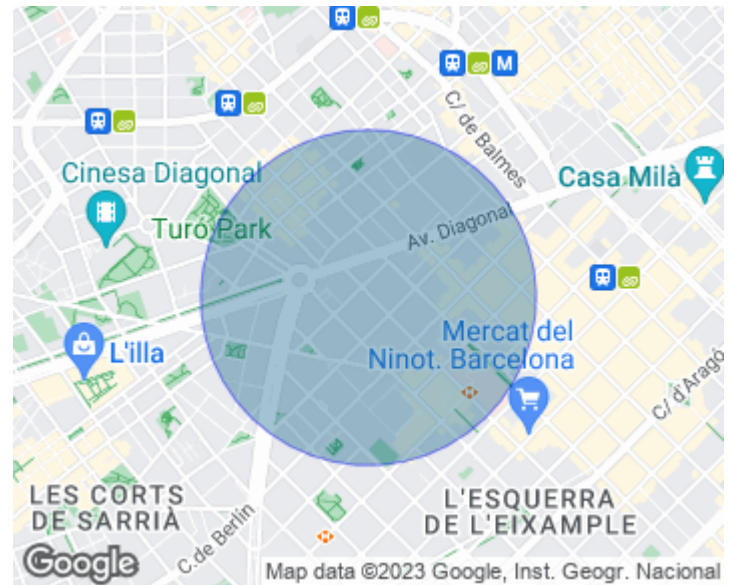 M
C/ de Balmes
Cinesa Diagonal
Casa Milà
Turó Park
Av. Diagonal
L'illa
Mercat del
Ninot. Barcelona
C/ d'Aragó
LES CORTS
DE SARRIÀ
L'ESQUERRA
DE L'EIXAMPLE
C.de Berlín
Google
Map data ©2023 Google, Inst. Geogr. Nacional